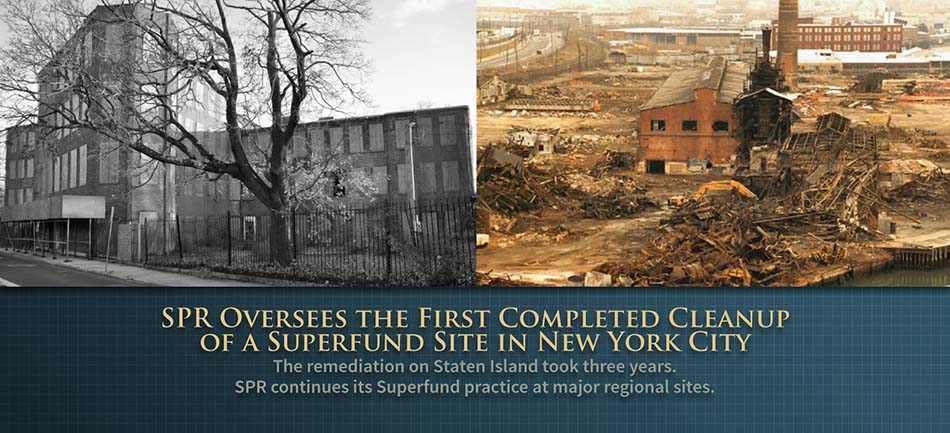 SPR Oversees the First Completed Cleanup
of a Superfund Site in New York City
The remediation on Staten Island took three years.
SPR continues its Superfund practice at major regional sites.